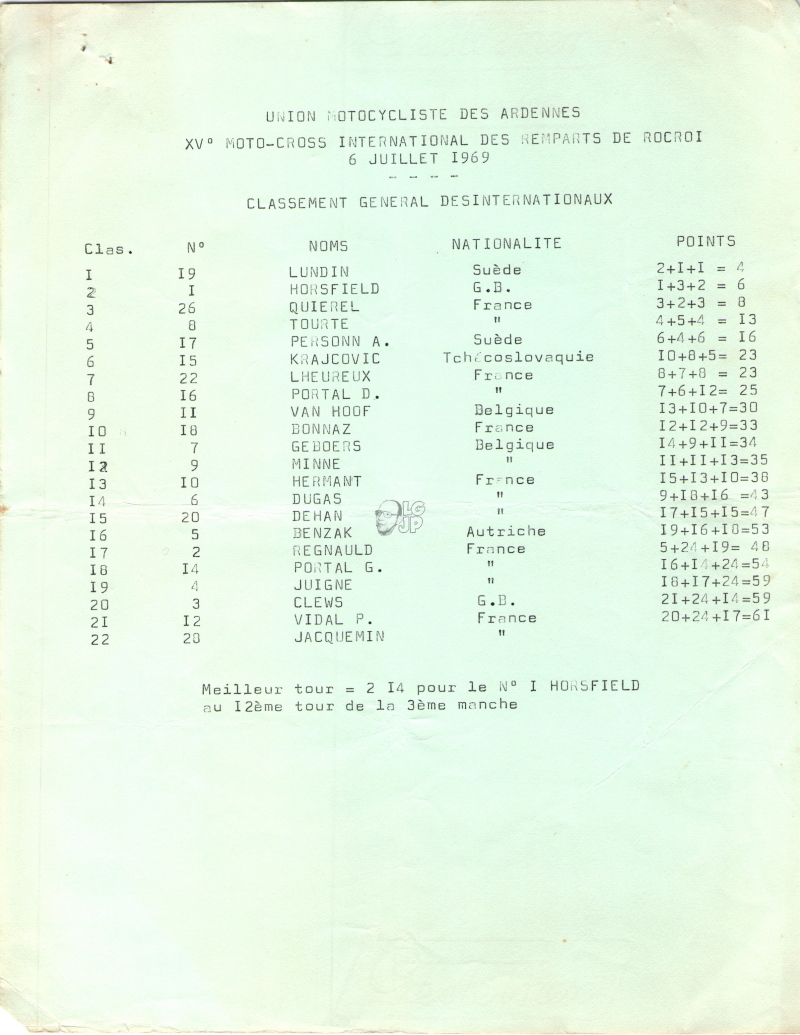 UNION MOTOCYCLISTE DES ARDENNES
XV° MOTO-CROSS INTERNATIONAL DES REMPARTS DE ROCROI
6 JUILLET I969
- - - -
CLASSEMENT GENERAL DESINTERNATIONAUX
Clas. N° NOMS NATIONALITE POINTS
I I9 LUNDIN Suède 2+I+I = 4
2 I HORSFIELD G.B. I+3+2 = 6
3 26 QUIEREL France 3+2+3 = 8
4 8 TOURTE " 4+5+4 = I3
5 I7 PERSONN A. Suède 6+4+6 = I6
6 I5 KRAJCOVIC Tchécoslovaquie I0+8+5= 23
7 22 LHEUREUX France 8+7+8 = 23
8 I6 PORTAL D. " 7+6+I2= 25
9 II VAN HOOF Belgique I3+I0+7=30
I0 I8 BONNAZ France I2+I2+9=33
II 7 GEBOERS Belgique I4+9+II=34
I2 9 MINNE " II+II+I3=35
I3 I0 HERMANT France I5+I3+I0=38
I4 6 DUGAS " 9+I8+I6 =43
I5 20 DEHAN " I7+I5+I5=47
I6 5 BENZAK Autriche I9+I6+I8=53
I7 2 REGNAULD France 5+24+I9= 48
I8 I4 PORTAL G. " I6+I4+24=54
I9 4 JUIGNE " I8+I7+24=59
20 3 CLEWS G.B. 2I+24+I4=59
2I I2 VIDAL P. France 20+24+I7=6I
22 28 JACQUEMIN "
Meilleur tour = 2 I4 pour le N° I HORSFIELD
au I2ème tour de la 3ème manche
LG
JP